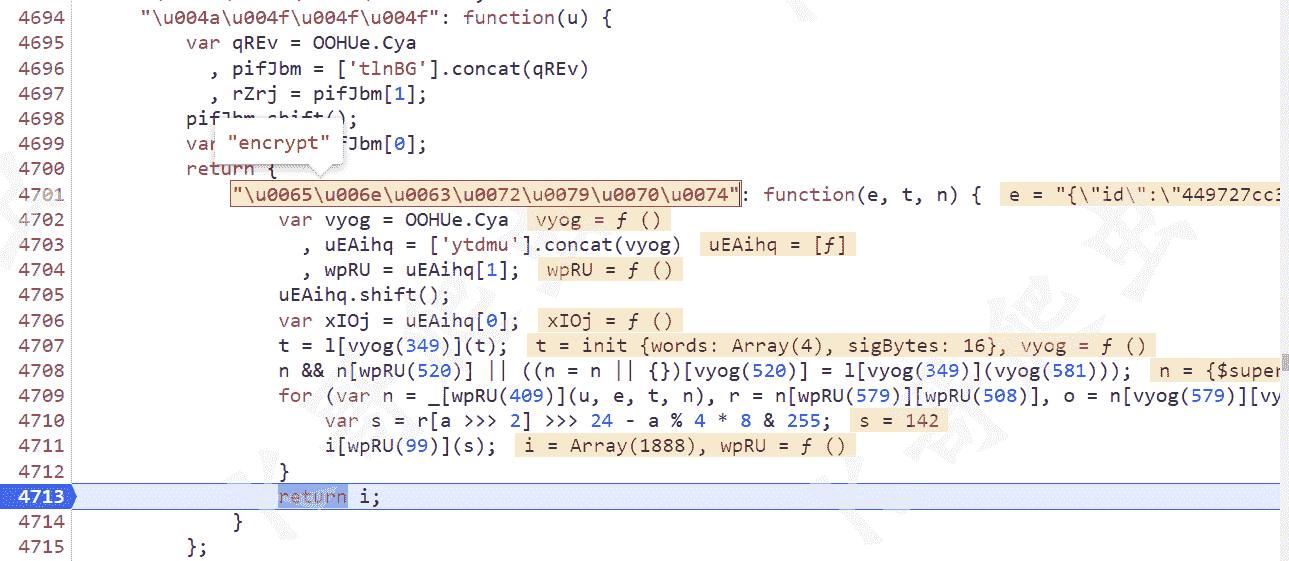 4694 "\u004a\u004f\u004f\u004f": function(u) {
4695 var qREv = OOHUe.Cya
4696 , pifJbm = ['tlnBG'].concat(qREv)
4697 , rZrj = pifJbm[1];
4698 pifJbm.shift();
4699 var fJbm[0];
"encrypt"
4700 return {
4701 "\u0065\u006e\u0063\u0072\u0079\u0070\u0074": function(e, t, n) { e = "{\"id\":\"449727cc3
4702 var vyog = OOHUe.Cya vyog = ƒ ()
4703 , uEAihq = ['ytdmu'].concat(vyog) uEAihq = [ƒ]
4704 , wpRU = uEAihq[1]; wpRU = ƒ ()
4705 uEAihq.shift();
4706 var xIOj = uEAihq[0]; xIOj = ƒ ()
4707 t = l[vyog(349)](t); t = init {words: Array(4), sigBytes: 16}, vyog = ƒ ()
4708 n && n[wpRU(520)] || ((n = n || {})[vyog(520)] = l[vyog(349)](vyog(581))); n = {$super
4709 for (var n = _[wpRU(409)](u, e, t, n), r = n[wpRU(579)][wpRU(508)], o = n[vyog(579)][vy
4710 var s = r[a >>> 2] >>> 24 - a % 4 * 8 & 255; s = 142
4711 i[wpRU(99)](s); i = Array(1888), wpRU = ƒ ()
4712 }
4713 return i;
4714 }
4715 };